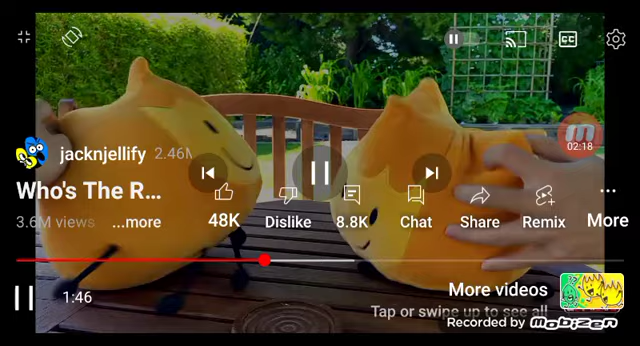 CC
M
02:18
jacknjellify 2.46M
Who's The R...
3.6M views ...more
48K
Dislike
8.8K
Chat
Share
Remix
More
1:46
More videos
Tap or swipe up to see all
Recorded by mobizen